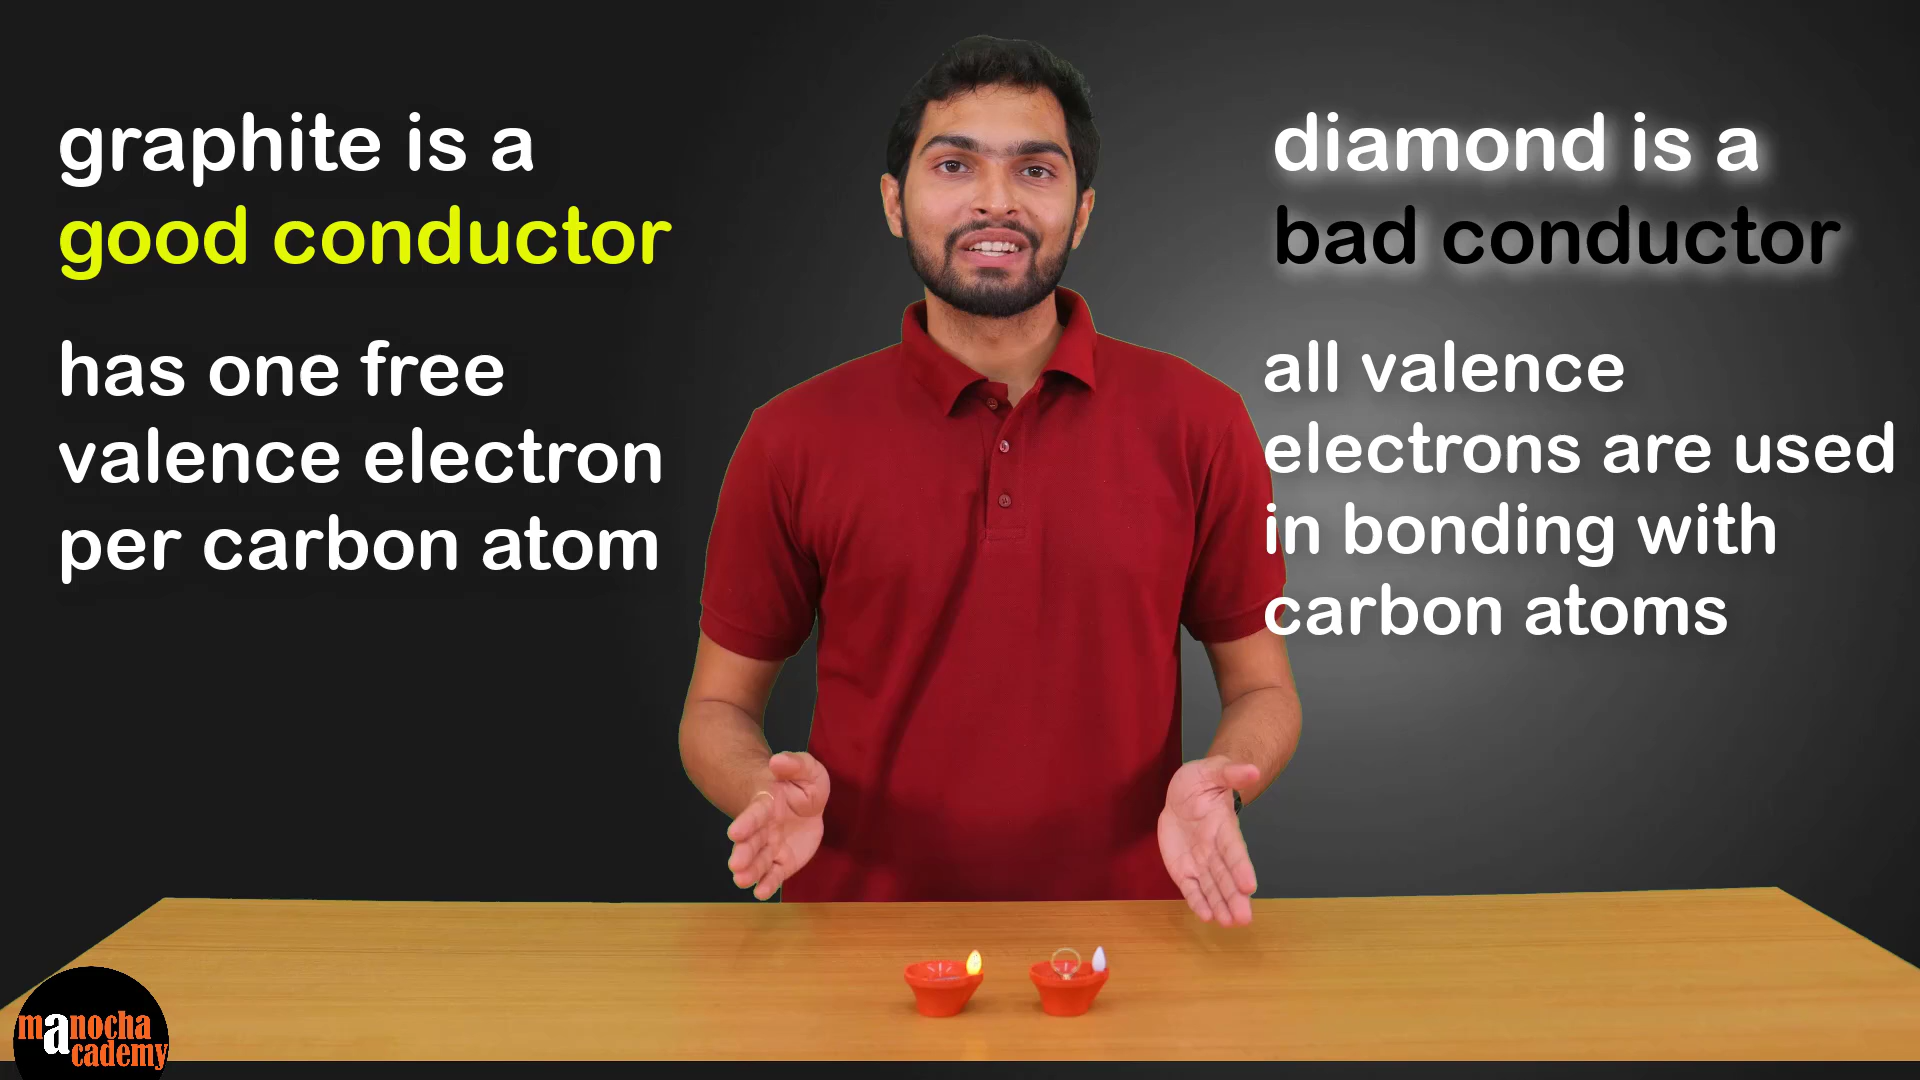 graphite is a
good conductor
has one free
valence electron
per carbon atom
diamond is a
bad conductor
all valence
electrons are used
in bonding with
carbon atoms
manocha
academy